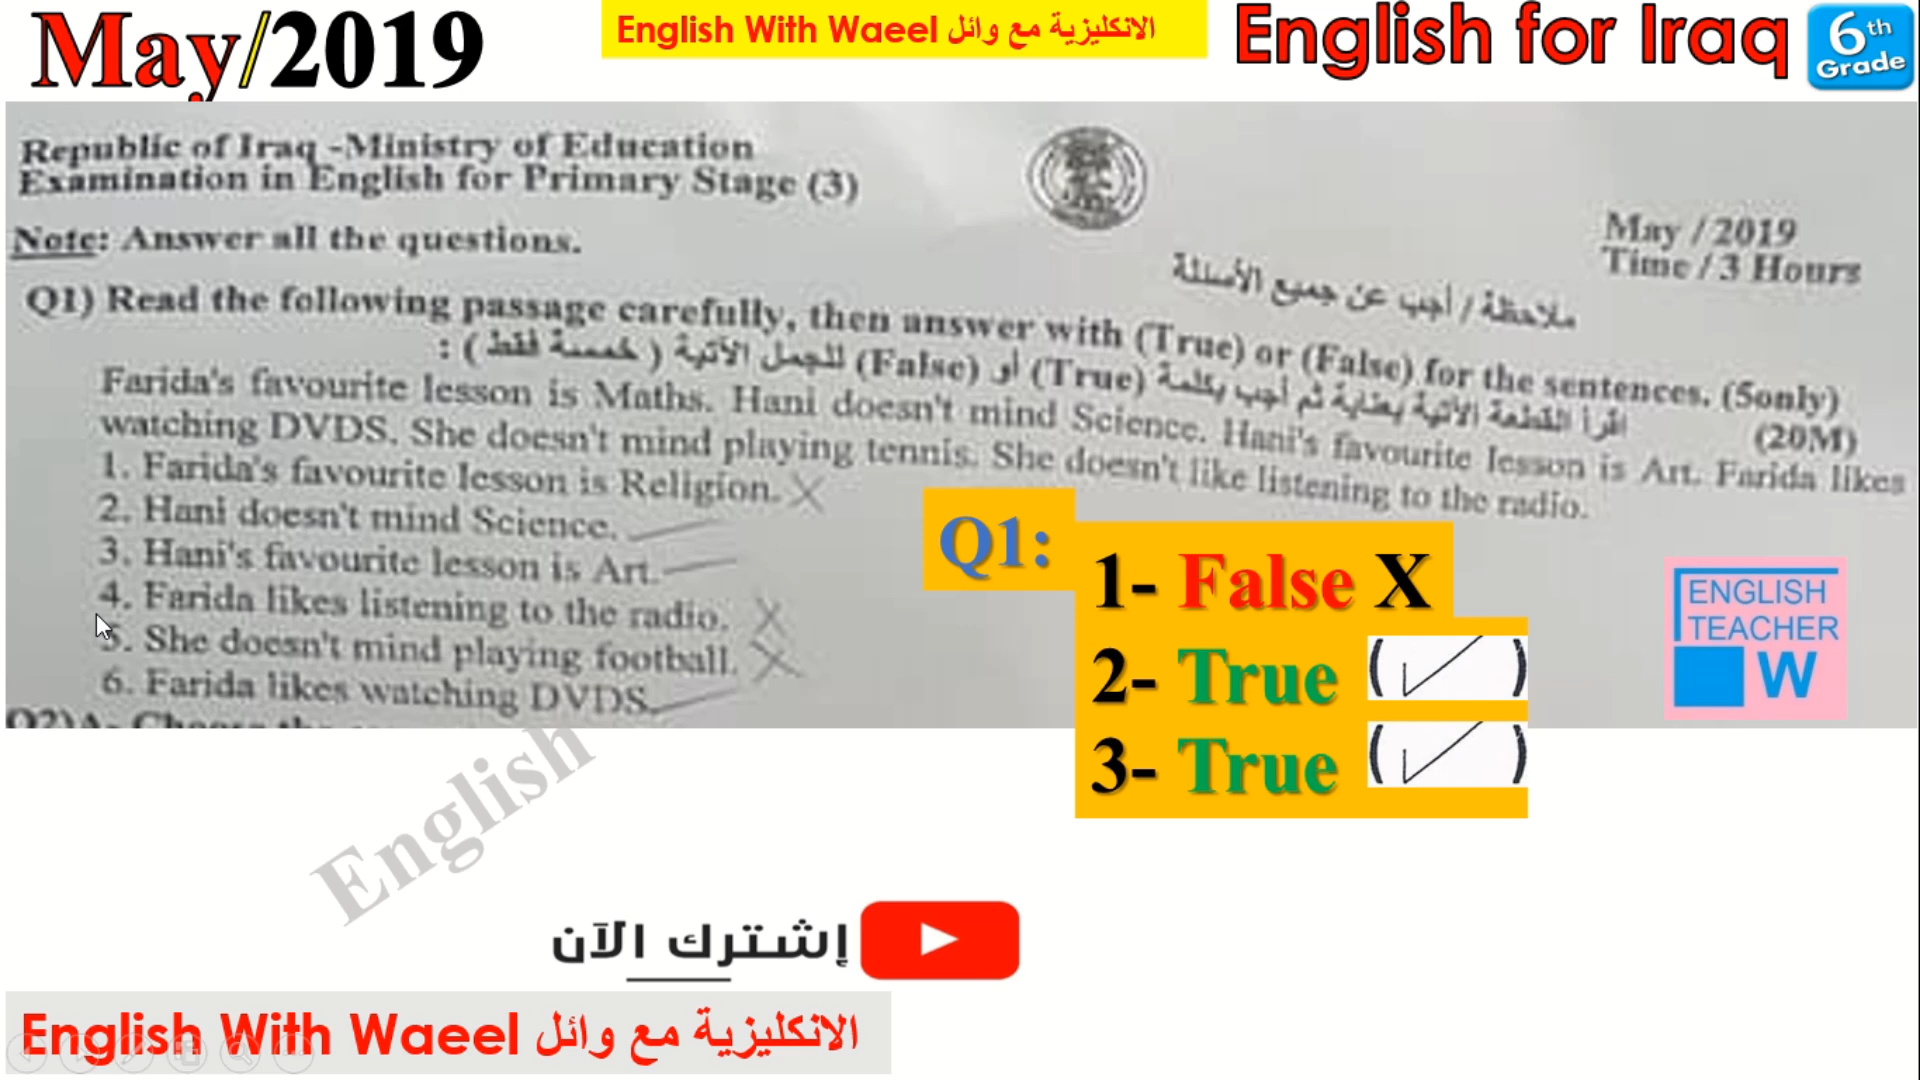 May/2019
English With Waeel الانكليزية مع وائل
English for Iraq
6th
Grade
Republic of Iraq -Ministry of Education
Examination in English for Primary Stage (3)
May / 2019
Time / 3 Hours
Note: Answer all the questions.
ملاحظة / أجب عن جميع الأسئلة
Q1) Read the following passage carefully, then answer with (True) or (False) for the sentences. (5only)
اقرأ القطعة الآتية بعناية ثم أجب بكلمة (True) أو (False) للجمل الآتية ( خمسة فقط ) :
(20M)
Farida's favourite lesson is Maths. Hani doesn't mind Science. Hani's favourite lesson is Art. Farida likes
watching DVDS. She doesn't mind playing tennis. She doesn't like listening to the radio.
1. Farida's favourite lesson is Religion. X
2. Hani doesn't mind Science.
3. Hani's favourite lesson is Art.
4. Farida likes listening to the radio. X
5. She doesn't mind playing football. X
6. Farida likes watching DVDS.
Q2)A- Choose the
Q1:
1- False X
2- True (✓)
3- True (✓)
ENGLISH
TEACHER
W
English
إشترك الآن
English With Waeel الانكليزية مع وائل